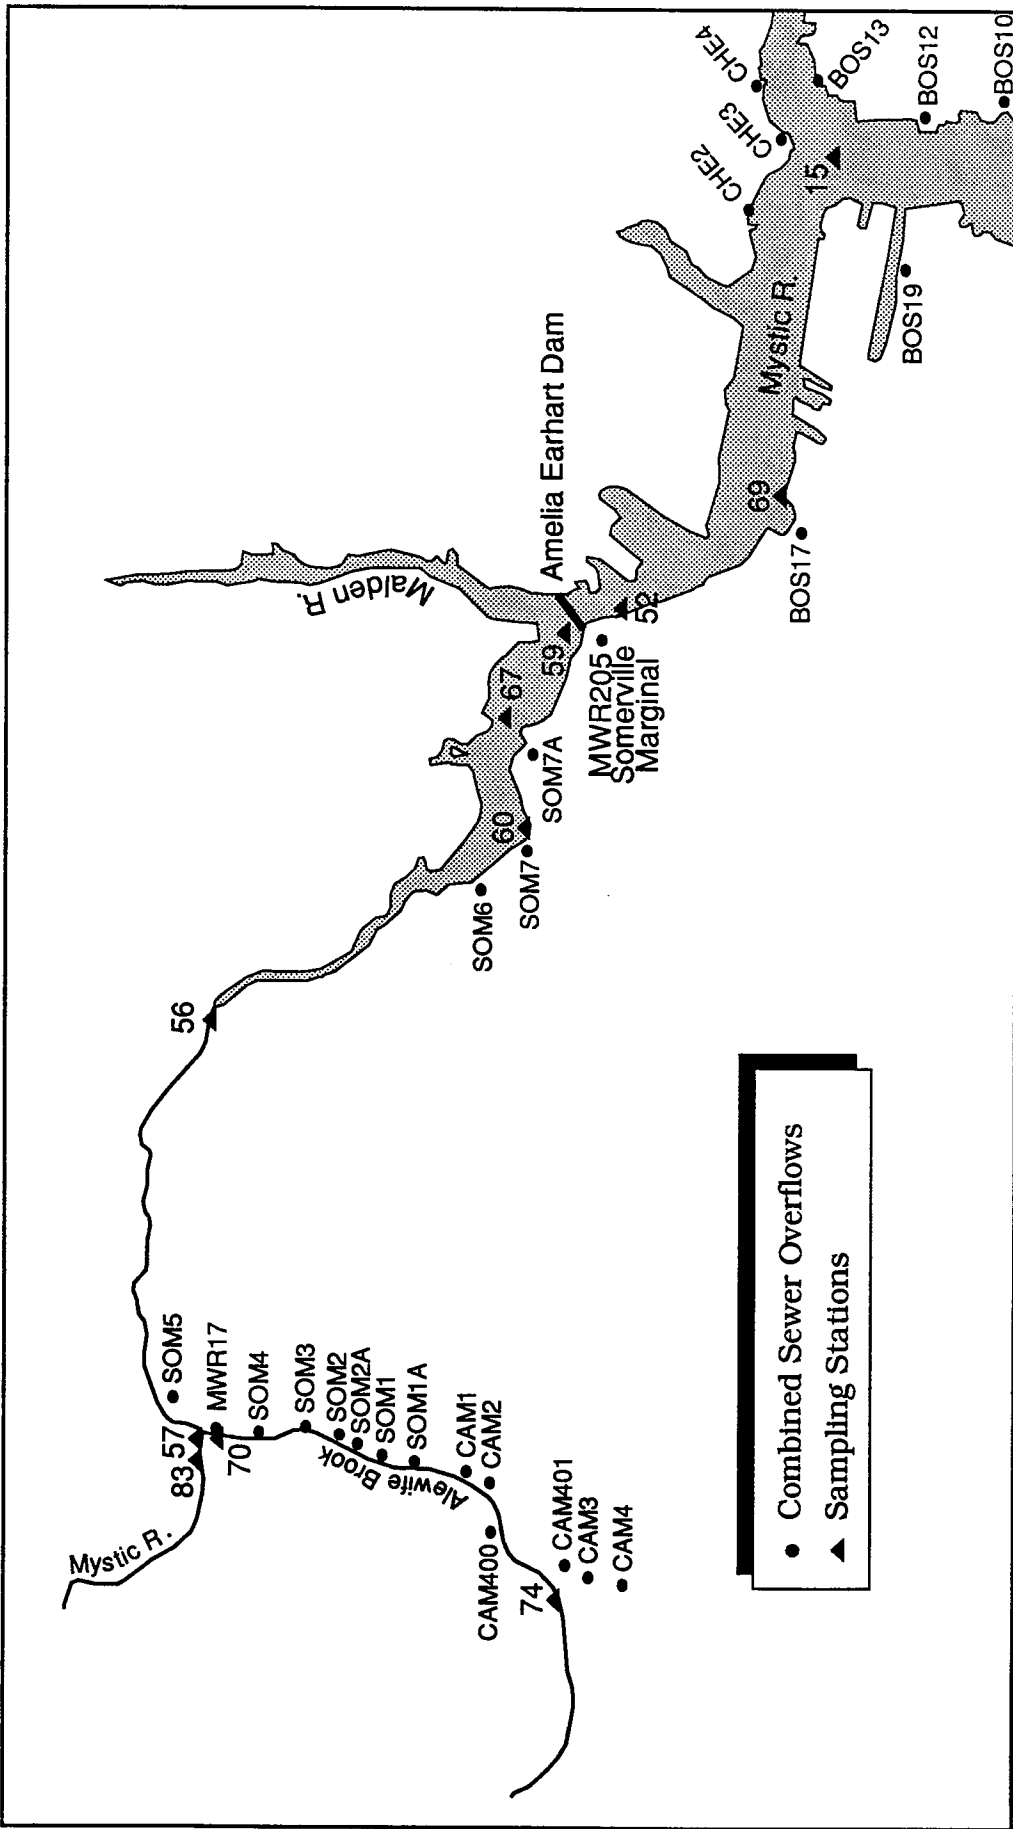 Mystic R.
83
57
SOM5
MWR17
70
SOM4
SOM3
SOM2
SOM2A
SOM1
SOM1A
Alewife Brook
CAM1
CAM2
CAM400
74
CAM401
CAM3
CAM4
56
SOM6
SOM7
60
SOM7A
67
59
Malden R.
Amelia Earhart Dam
MWR205
Somerville
Marginal
52
BOS17
69
Mystic R.
CHE2
CHE3
CHE4
15
BOS19
BOS13
BOS12
BOS10
Combined Sewer Overflows
Sampling Stations